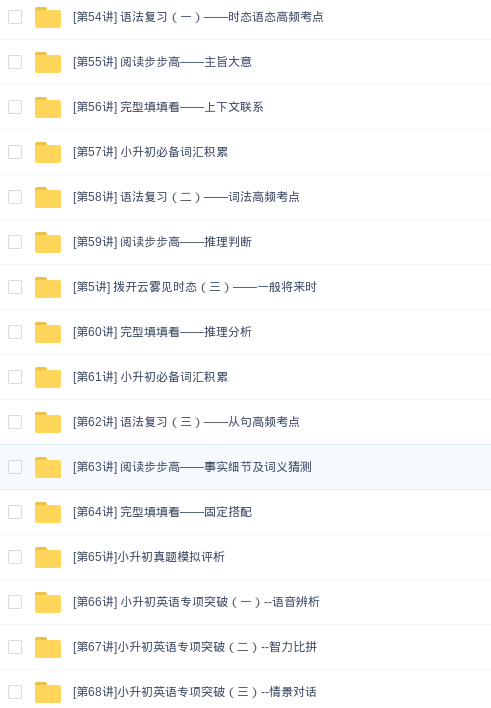 [第54讲] 语法复习（一）——时态语态高频考点
[第55讲] 阅读步步高——主旨大意
[第56讲] 完型填填看——上下文联系
[第57讲] 小升初必备词汇积累
[第58讲] 语法复习（二）——词法高频考点
[第59讲] 阅读步步高——推理判断
[第5讲] 拨开云雾见时态（三）——一般将来时
[第60讲] 完型填填看——推理分析
[第61讲] 小升初必备词汇积累
[第62讲] 语法复习（三）——从句高频考点
[第63讲] 阅读步步高——事实细节及词义猜测
[第64讲] 完型填填看——固定搭配
[第65讲]小升初真题模拟评析
[第66讲] 小升初英语专项突破（一）--语音辨析
[第67讲]小升初英语专项突破（二）--智力比拼
[第68讲]小升初英语专项突破（三）--情景对话